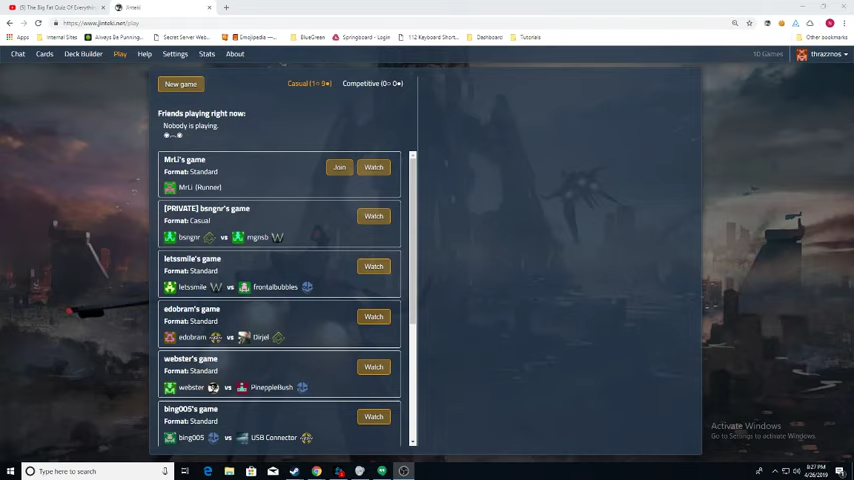 (5) The Big Fat Quiz Of Everything
Jinteki
https://www.jinteki.net/play
Apps
Internal Sites
Always Be Running...
Secret Server Web...
Emojipedia —...
BlueGreen
Springboard - Login
112 Keyboard Short...
Dashboard
Tutorials
Other bookmarks
Chat
Cards
Deck Builder
Play
Help
Settings
Stats
About
10 Games
thrazznos
New game
Casual (1○ 9●)
Competitive (0○ 0●)
Friends playing right now:
Nobody is playing.
MrLi's game
Join
Watch
Format: Standard
MrLi (Runner)
[PRIVATE] bsngnr's game
Watch
Format: Casual
bsngnr vs mgnsb
letssmile's game
Watch
Format: Standard
letssmile vs frontalbubbles
edobram's game
Watch
Format: Standard
edobram vs Dirjel
webster's game
Watch
Format: Standard
webster vs PineppleBush
bing005's game
Watch
Format: Standard
bing005 vs USB Connector
Activate Windows
Go to Settings to activate Windows.
Type here to search
8:27 PM
4/26/2019